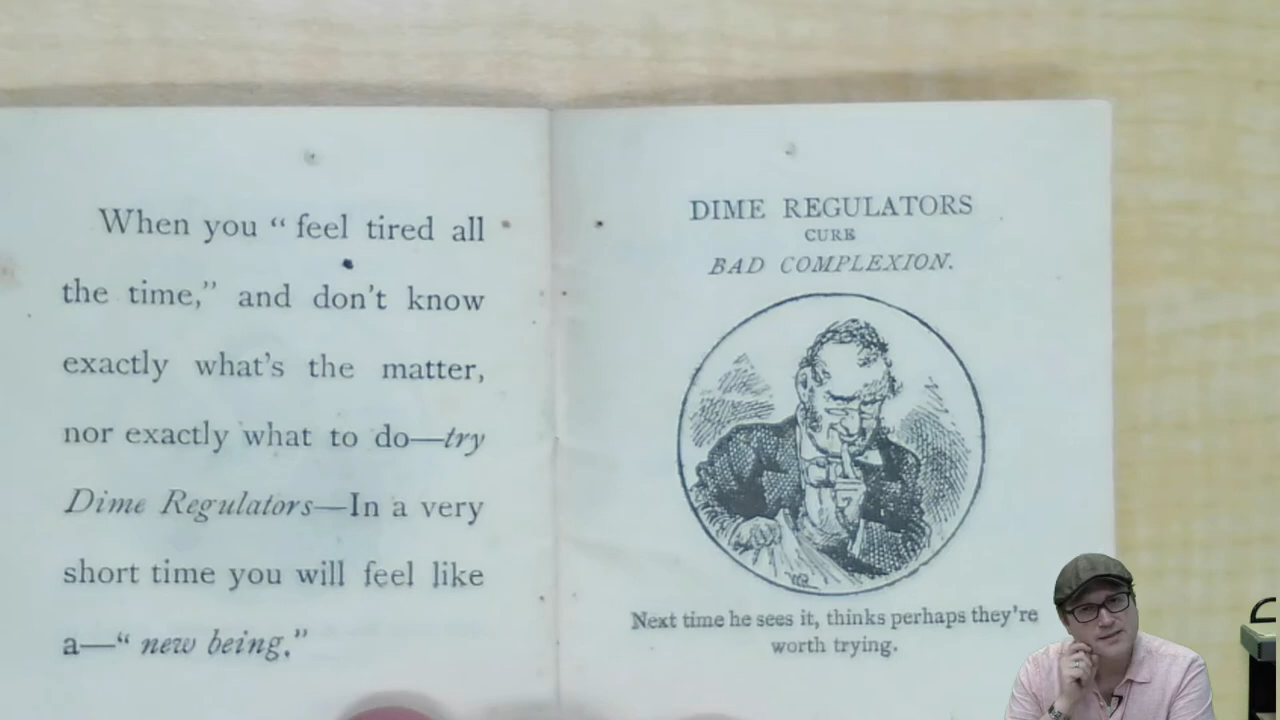 When you “ feel tired all
the time,” and don't know
exactly what's the matter,
nor exactly what to do—try
Dime Regulators—In a very
short time you will feel like
a—“ new being.”
DIME REGULATORS
CURE
BAD COMPLEXION.
Next time he sees it, thinks perhaps they're
worth trying.